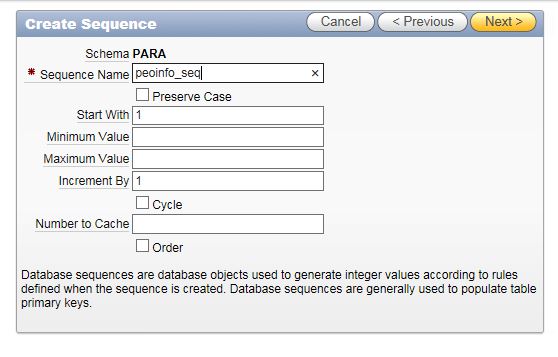 Create Sequence
Cancel
< Previous
Next >
Schema PARA
* Sequence Name peoinfo_seq ×
Preserve Case
Start With 1
Minimum Value
Maximum Value
Increment By 1
Cycle
Number to Cache
Order
Database sequences are database objects used to generate integer values according to rules
defined when the sequence is created. Database sequences are generally used to populate table
primary keys.